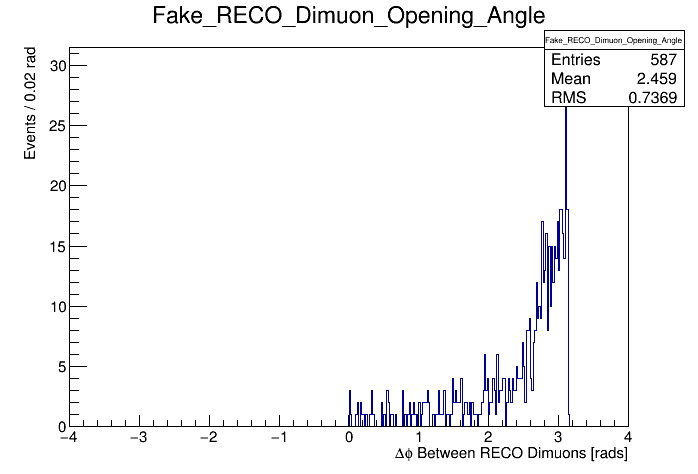 Fake_RECO_Dimuon_Opening_Angle
Fake_RECO_Dimuon_Opening_Angle
Entries 587
Mean 2.459
RMS 0.7369
Events / 0.02 rad
30
25
20
15
10
5
0
−4 −3 −2 −1 0 1 2 3 4
Δϕ Between RECO Dimuons [rads]